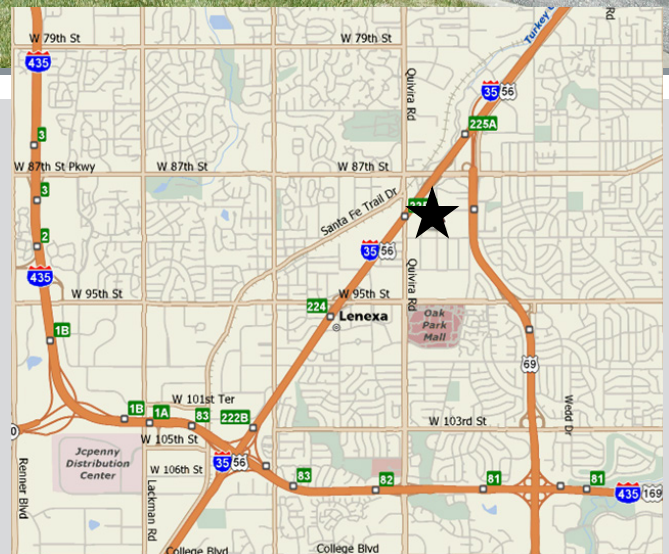 Rd
Turkey
W 79th St
W 79th St
435
35
56
Quivira Rd
225A
3
W 87th St Pkwy
W 87th St
W 87th St
3
Santa Fe Trail Dr
2
35
56
435
Quivira Rd
W 95th St
W 95th St
224
Lenexa
Oak
Park
Mall
1B
69
W 101st Ter
Wedd Dr
1B
1A
83
222B
W 103rd St
W 105th St
Jcpenny
Distribution
Center
35
56
W 106th St
Renner Blvd
Lackman Rd
83
82
81
81
435
169
College Blvd
College Blvd